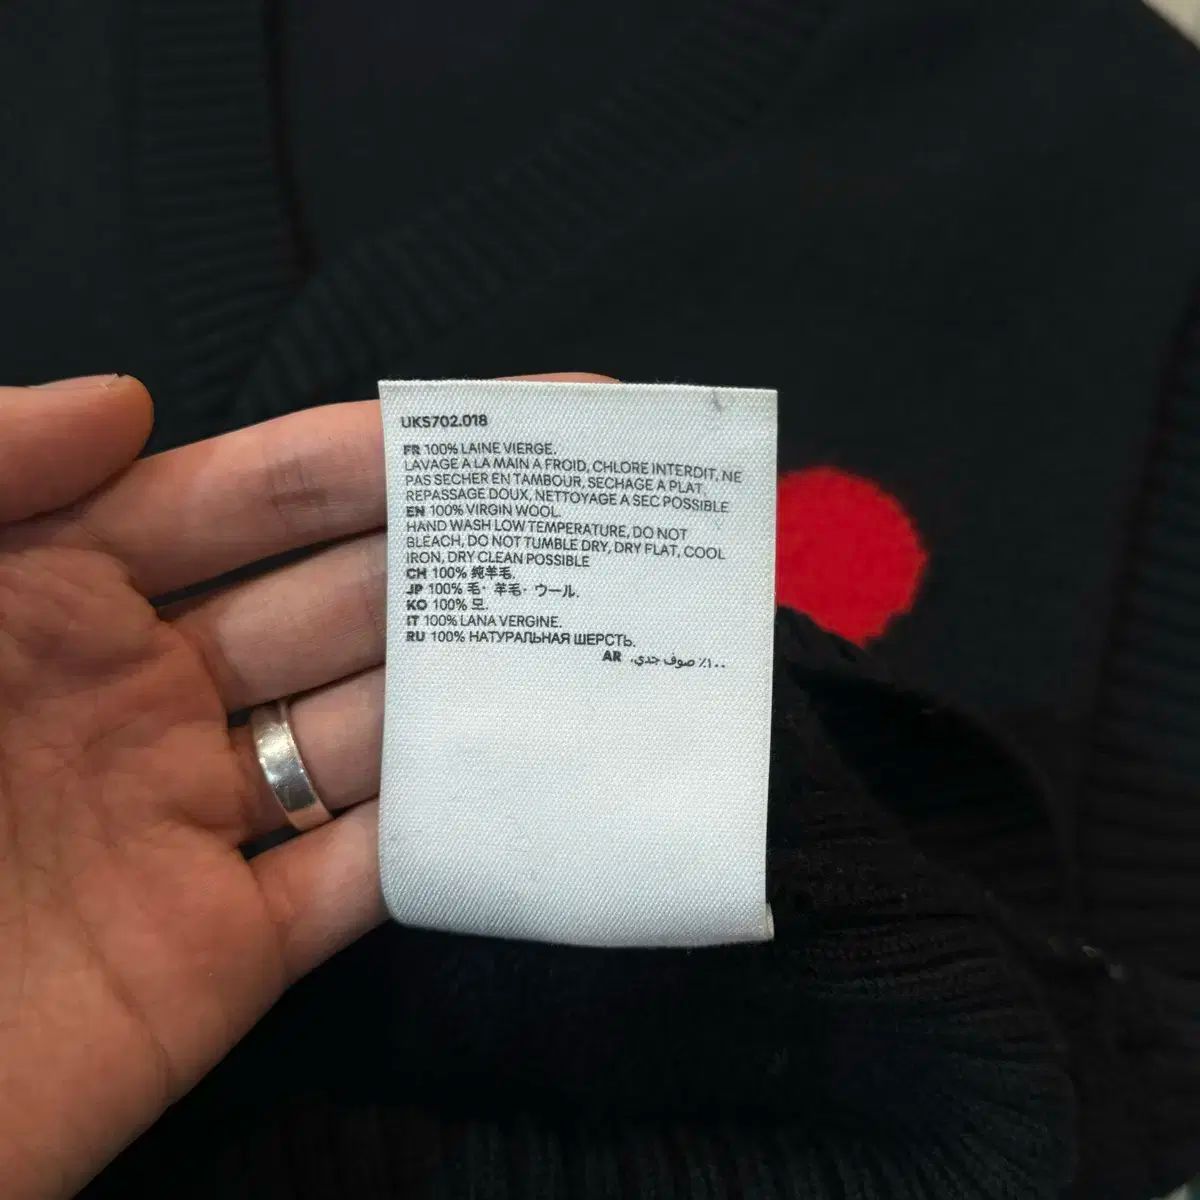 UKS702.018
FR 100% LAINE VIERGE.
LAVAGE A LA MAIN A FROID, CHLORE INTERDIT, NE
PAS SECHER EN TAMBOUR, SECHAGE A PLAT,
REPASSAGE DOUX, NETTOYAGE A SEC POSSIBLE
EN 100% VIRGIN WOOL.
HAND WASH LOW TEMPERATURE, DO NOT
BLEACH, DO NOT TUMBLE DRY, DRY FLAT, COOL
IRON, DRY CLEAN POSSIBLE
CH 100% 纯羊毛.
JP 100% 毛・羊毛・ウール.
KO 100% 모.
IT 100% LANA VERGINE.
RU 100% НАТУРАЛЬНАЯ ШЕРСТЬ.
AR ١٠٠٪ صوف جدي.